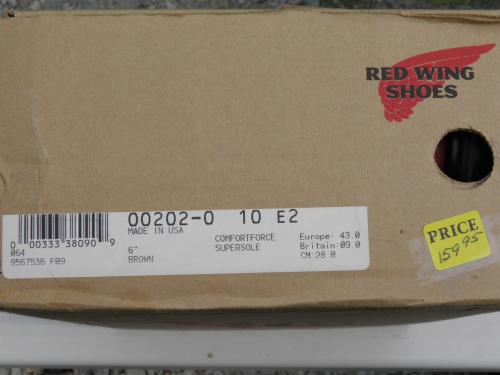 RED WING
SHOES
00202-0 10 E2
MADE IN USA
6"
BROWN
COMFORTFORCE
SUPERSOLE
Europe: 43.0
Britain:09.0
CM:28.0
0 00333 38090 9
064
9567536 F09
PRICE
159.95